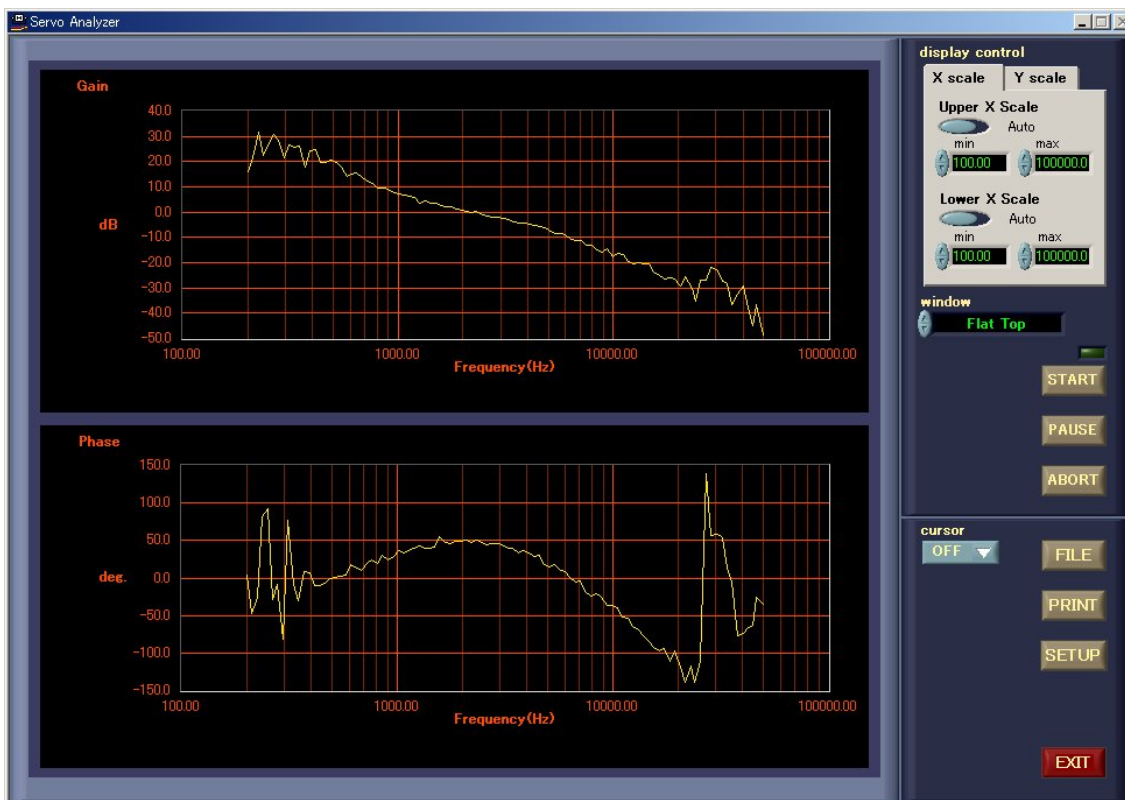 Servo Analyzer
Gain
40.0
30.0
20.0
10.0
0.0
-10.0
-20.0
-30.0
-40.0
-50.0
dB
100.00
1000.00
10000.00
100000.00
Frequency(Hz)
Phase
150.0
100.0
50.0
0.0
-50.0
-100.0
-150.0
deg.
100.00
1000.00
10000.00
100000.00
Frequency(Hz)
display control
X scale
Y scale
Upper X Scale
Auto
min
max
100.00
100000.0
Lower X Scale
Auto
min
max
100.00
100000.0
window
Flat Top
START
PAUSE
ABORT
cursor
OFF
FILE
PRINT
SETUP
EXIT